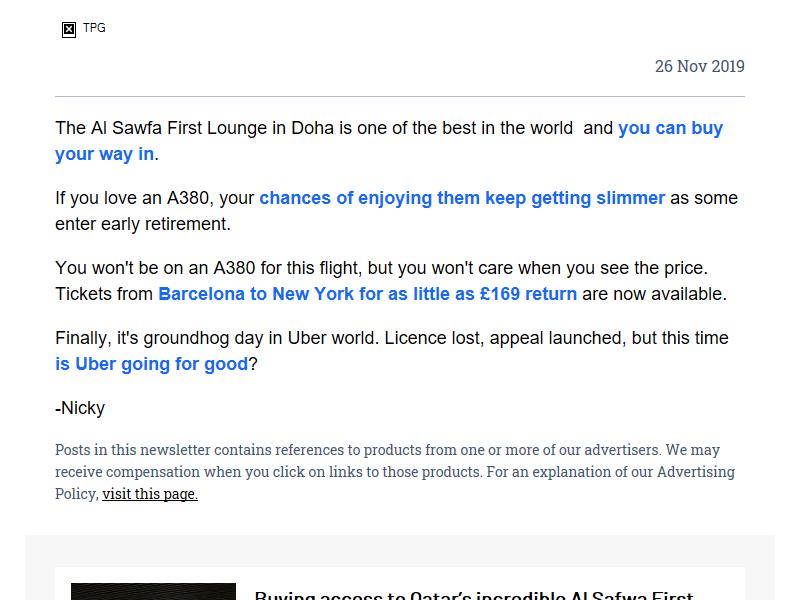 TPG
26 Nov 2019
The Al Sawfa First Lounge in Doha is one of the best in the world  and you can buy
your way in.
If you love an A380, your chances of enjoying them keep getting slimmer as some
enter early retirement.
You won't be on an A380 for this flight, but you won't care when you see the price.
Tickets from Barcelona to New York for as little as £169 return are now available.
Finally, it's groundhog day in Uber world. Licence lost, appeal launched, but this time
is Uber going for good?
-Nicky
Posts in this newsletter contains references to products from one or more of our advertisers. We may
receive compensation when you click on links to those products. For an explanation of our Advertising
Policy, visit this page.
Buying access to Qatar's incredible Al Safwa First